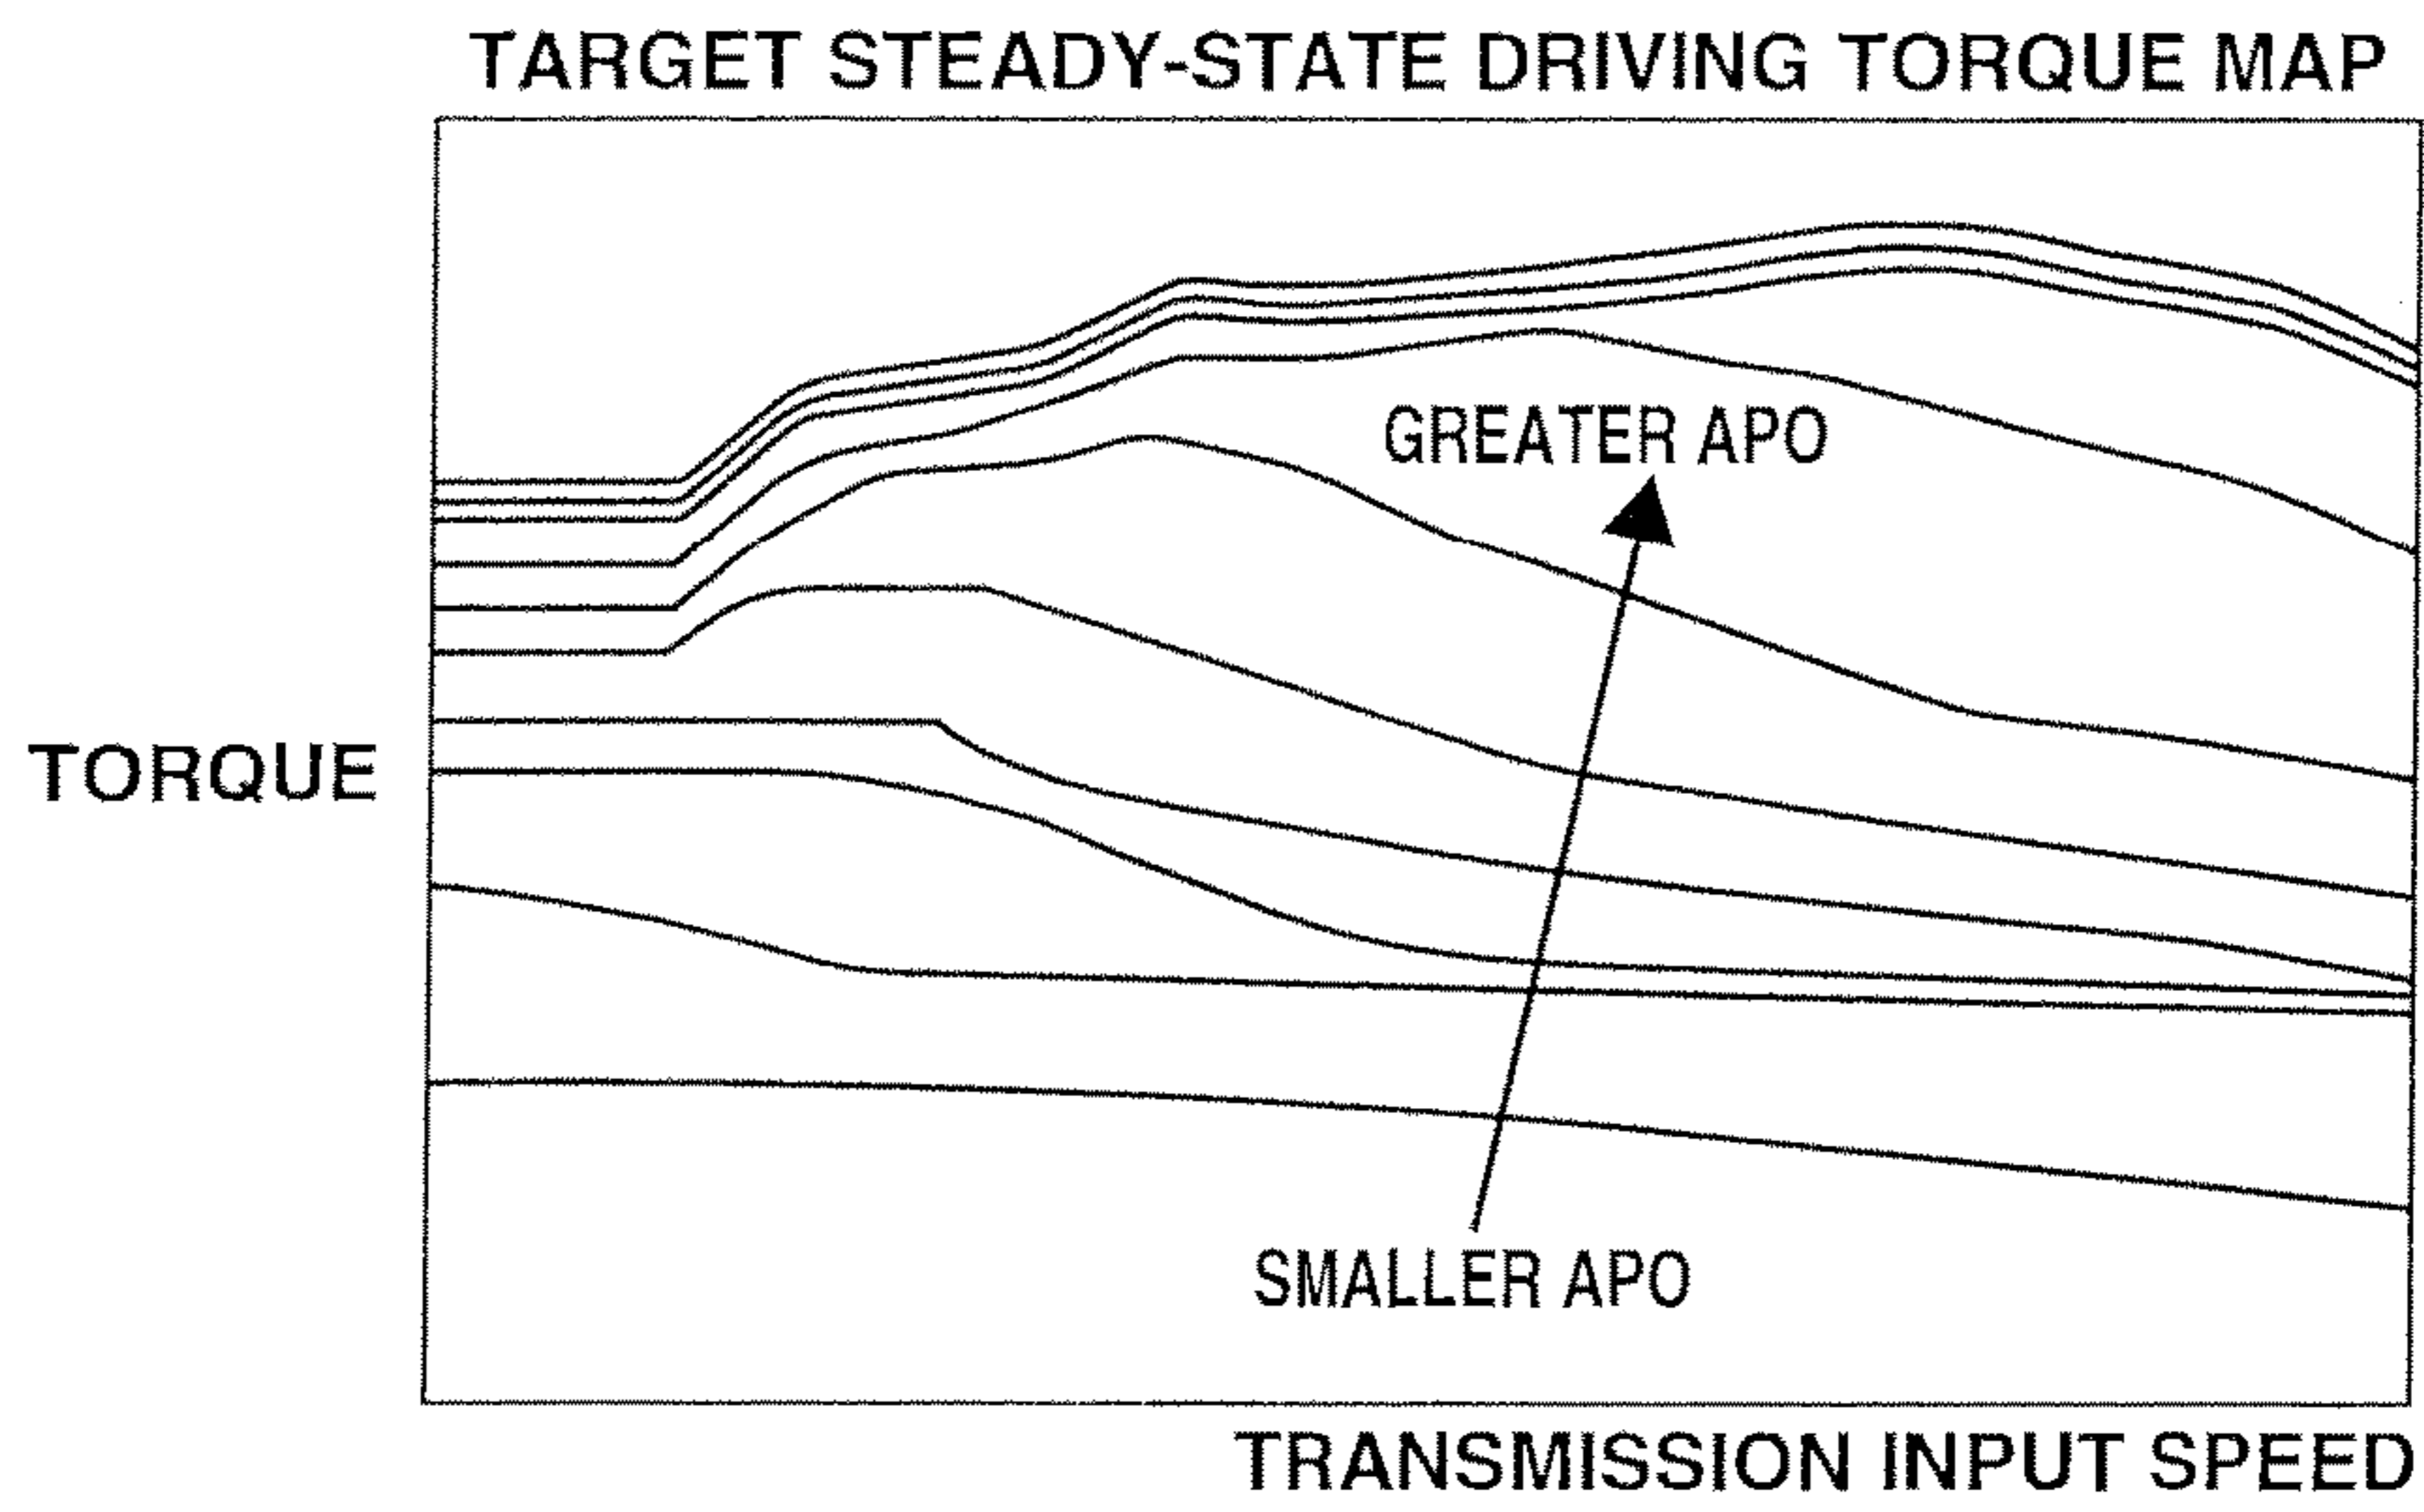 TARGET STEADY-STATE DRIVING TORQUE MAP
GREATER APO
TORQUE
SMALLER APO
TRANSMISSION INPUT SPEED